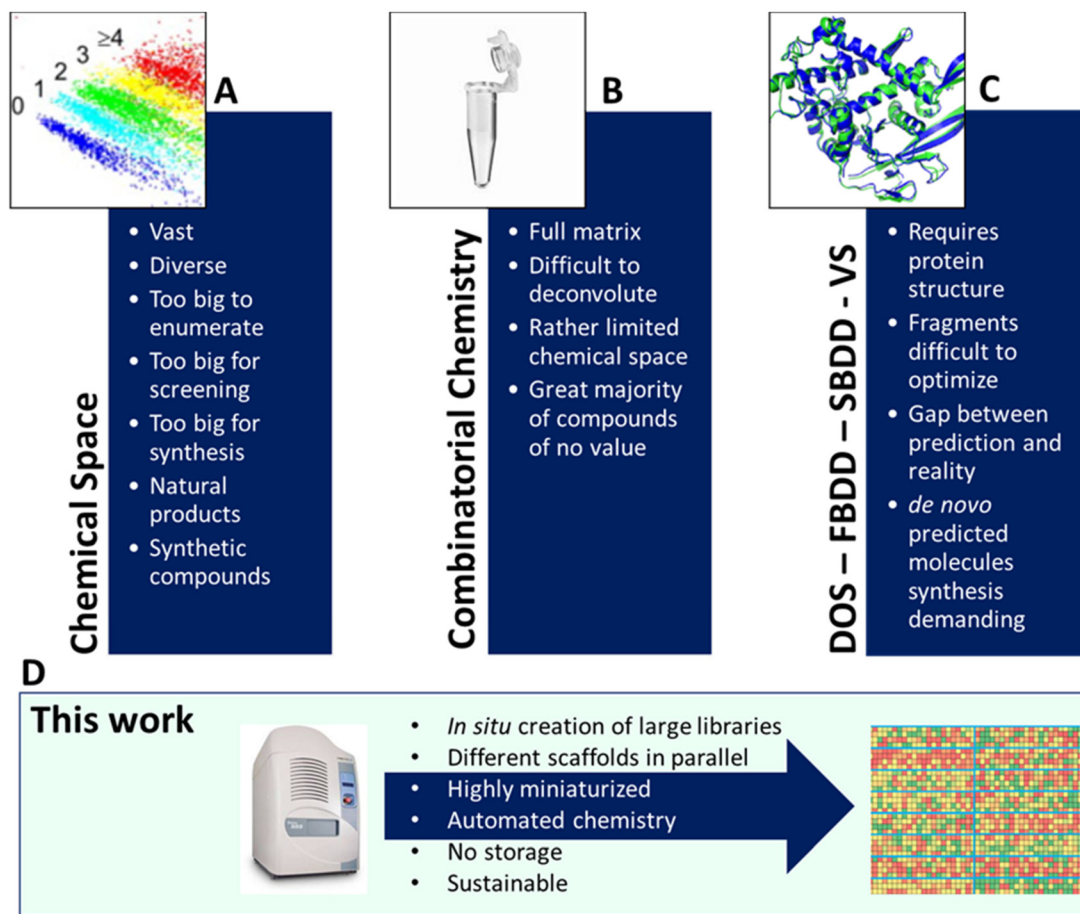 0 1 2 3 ≥4
A
Chemical Space
• Vast
• Diverse
• Too big to
enumerate
• Too big for
screening
• Too big for
synthesis
• Natural
products
• Synthetic
compounds
B
Combinatorial Chemistry
• Full matrix
• Difficult to
deconvolute
• Rather limited
chemical space
• Great majority
of compounds
of no value
C
DOS – FBDD – SBDD - VS
• Requires
protein
structure
• Fragments
difficult to
optimize
• Gap between
prediction and
reality
• de novo
predicted
molecules
synthesis
demanding
D
This work
• In situ creation of large libraries
• Different scaffolds in parallel
• Highly miniaturized
• Automated chemistry
• No storage
• Sustainable